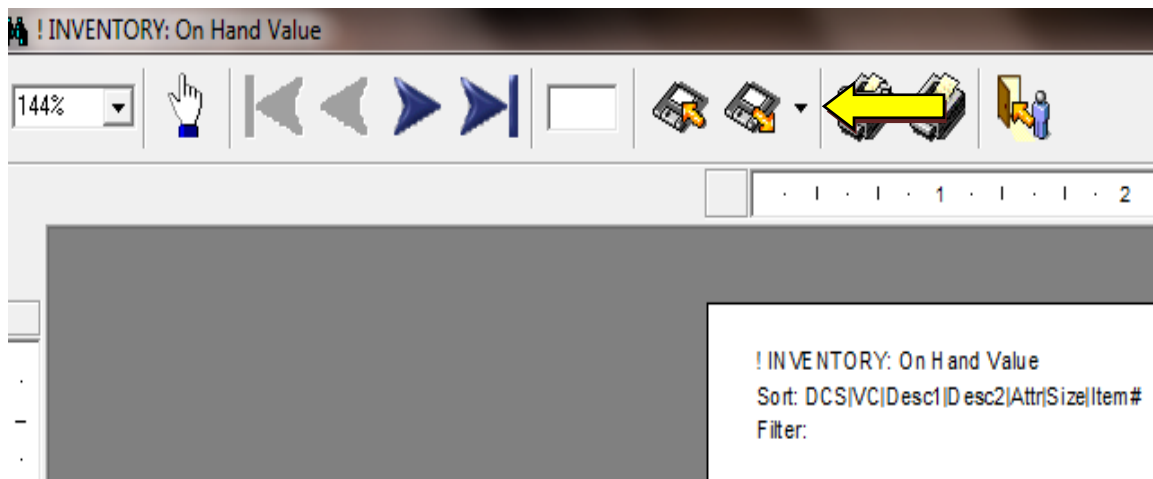 ! INVENTORY: On Hand Value
144%
1 2
! INVENTORY: On Hand Value
Sort: DCS|VC|Desc1|Desc2|Attr|Size|Item#
Filter: